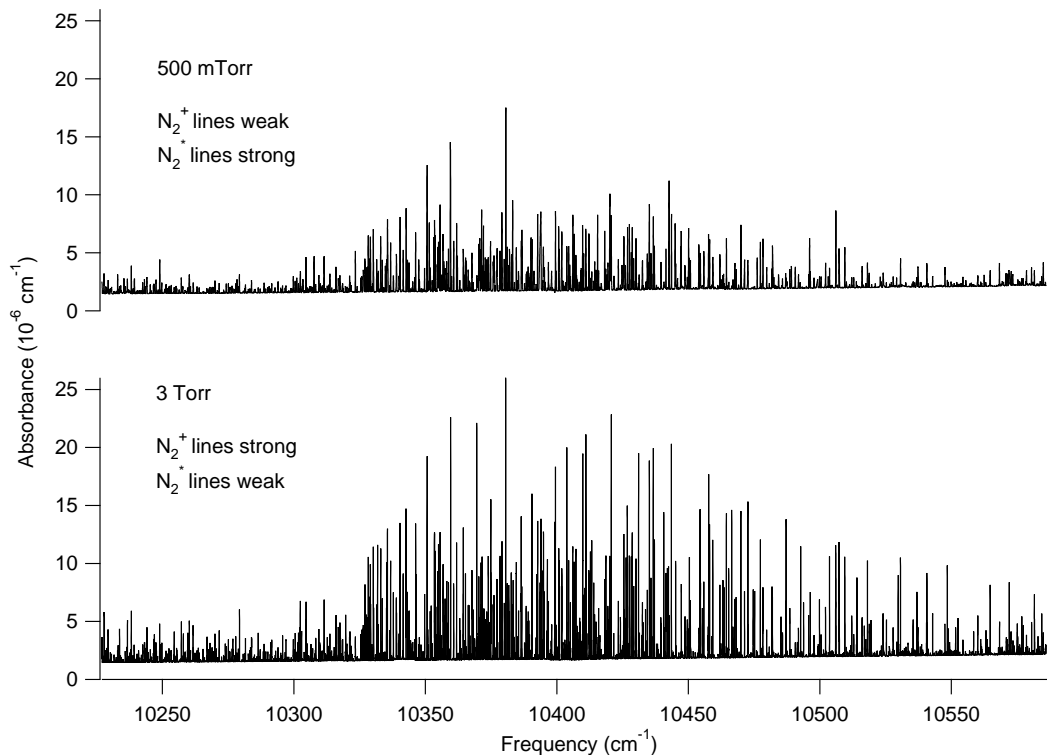 25
20
15
10
5
0
500 mTorr
N₂⁺ lines weak
N₂* lines strong
Absorbance (10⁻⁶ cm⁻¹)
25
20
15
10
5
0
3 Torr
N₂⁺ lines strong
N₂* lines weak
10250
10300
10350
10400
10450
10500
10550
Frequency (cm⁻¹)